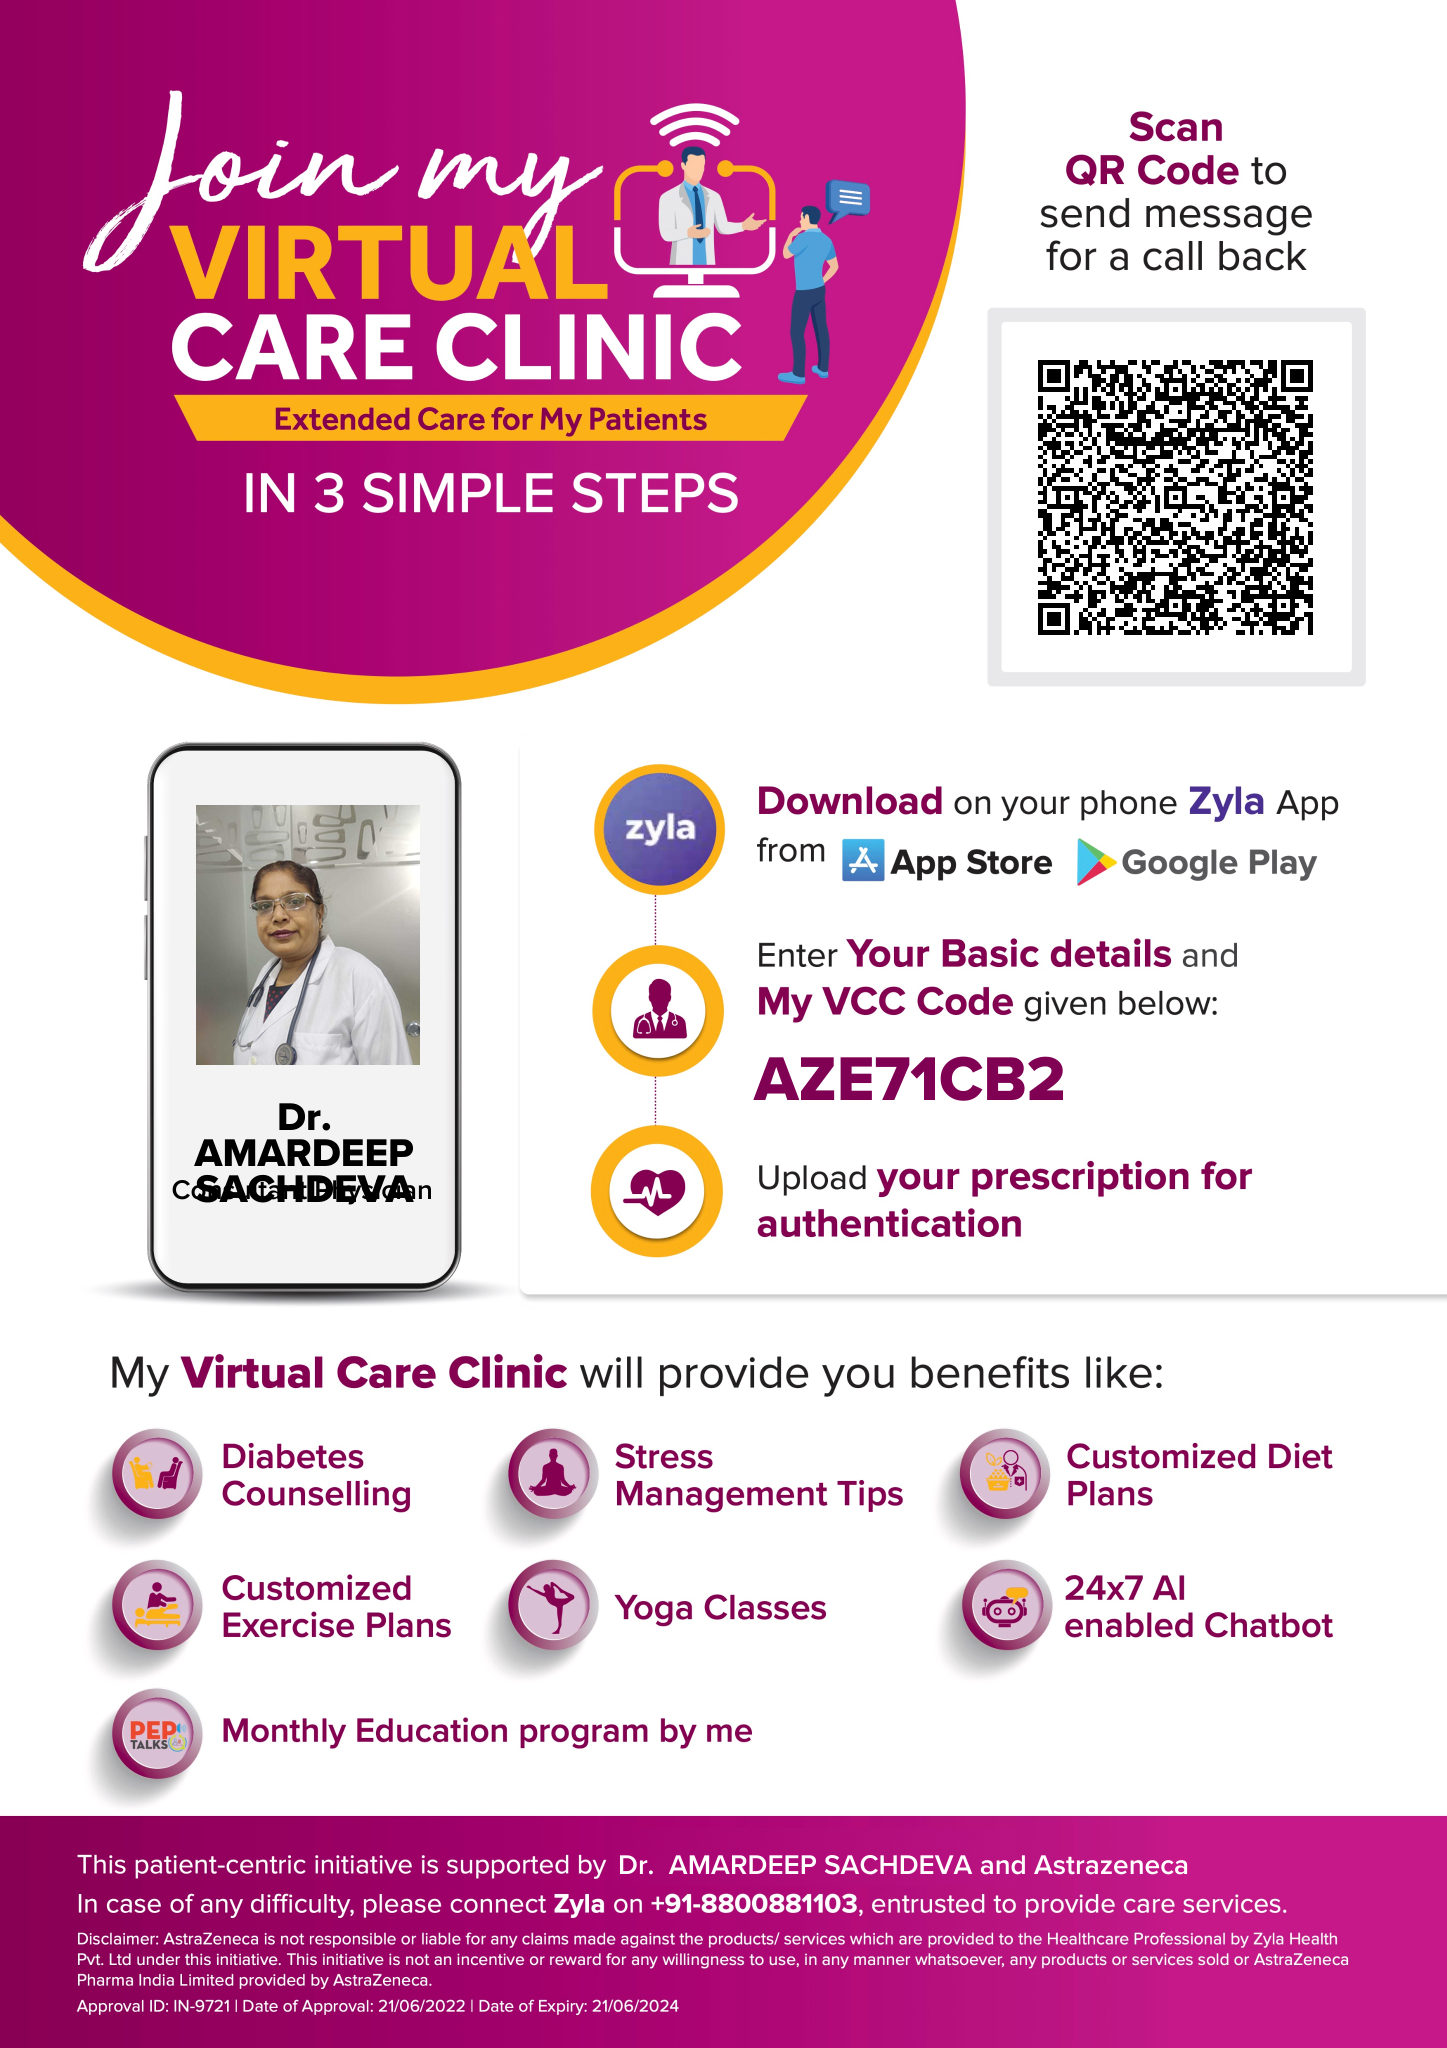 Join my
VIRTUAL
CARE CLINIC
Extended Care for My Patients
IN 3 SIMPLE STEPS
Scan
QR Code to
send message
for a call back
zyla
Download on your phone Zyla App
from App Store Google Play
Enter Your Basic details and
My VCC Code given below:
AZE71CB2
Upload your prescription for
authentication
Dr.
AMARDEEP
SACHDEVA
Consultant Physician
My Virtual Care Clinic will provide you benefits like:
Diabetes
Counselling
Stress
Management Tips
Customized Diet
Plans
Customized
Exercise Plans
Yoga Classes
24x7 AI
enabled Chatbot
PEP
TALKS
Monthly Education program by me
This patient-centric initiative is supported by Dr. AMARDEEP SACHDEVA and Astrazeneca
In case of any difficulty, please connect Zyla on +91-8800881103, entrusted to provide care services.
Disclaimer: AstraZeneca is not responsible or liable for any claims made against the products/ services which are provided to the Healthcare Professional by Zyla Health
Pvt. Ltd under this initiative. This initiative is not an incentive or reward for any willingness to use, in any manner whatsoever, any products or services sold or AstraZeneca
Pharma India Limited provided by AstraZeneca.
Approval ID: IN-9721 | Date of Approval: 21/06/2022 | Date of Expiry: 21/06/2024